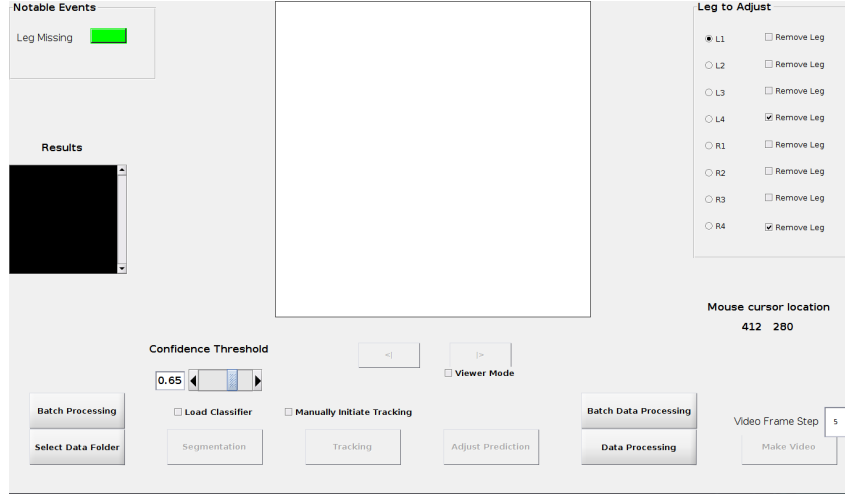 Notable Events
Leg Missing
Leg to Adjust
L1 Remove Leg
L2 Remove Leg
L3 Remove Leg
L4 Remove Leg
R1 Remove Leg
R2 Remove Leg
R3 Remove Leg
R4 Remove Leg
Results
Mouse cursor location
412 280
Confidence Threshold
0.65
<|
|>
Viewer Mode
Batch Processing
Load Classifier
Manually Initiate Tracking
Batch Data Processing
Video Frame Step 5
Select Data Folder
Segmentation
Tracking
Adjust Prediction
Data Processing
Make Video